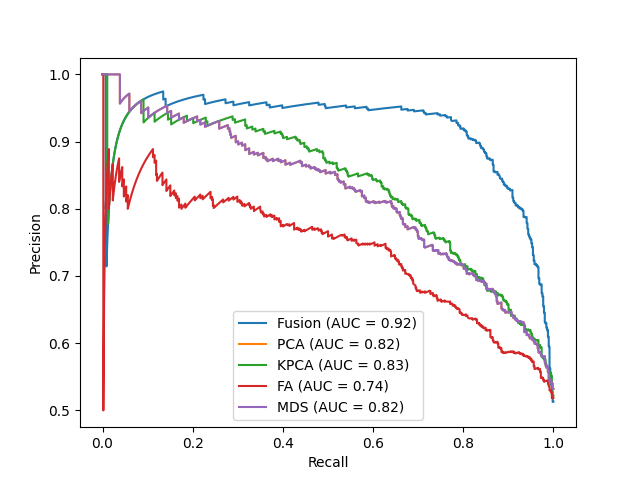 1.0
0.9
0.8
0.7
0.6
0.5
Precision
0.0 0.2 0.4 0.6 0.8 1.0
Recall
Fusion (AUC = 0.92)
PCA (AUC = 0.82)
KPCA (AUC = 0.83)
FA (AUC = 0.74)
MDS (AUC = 0.82)